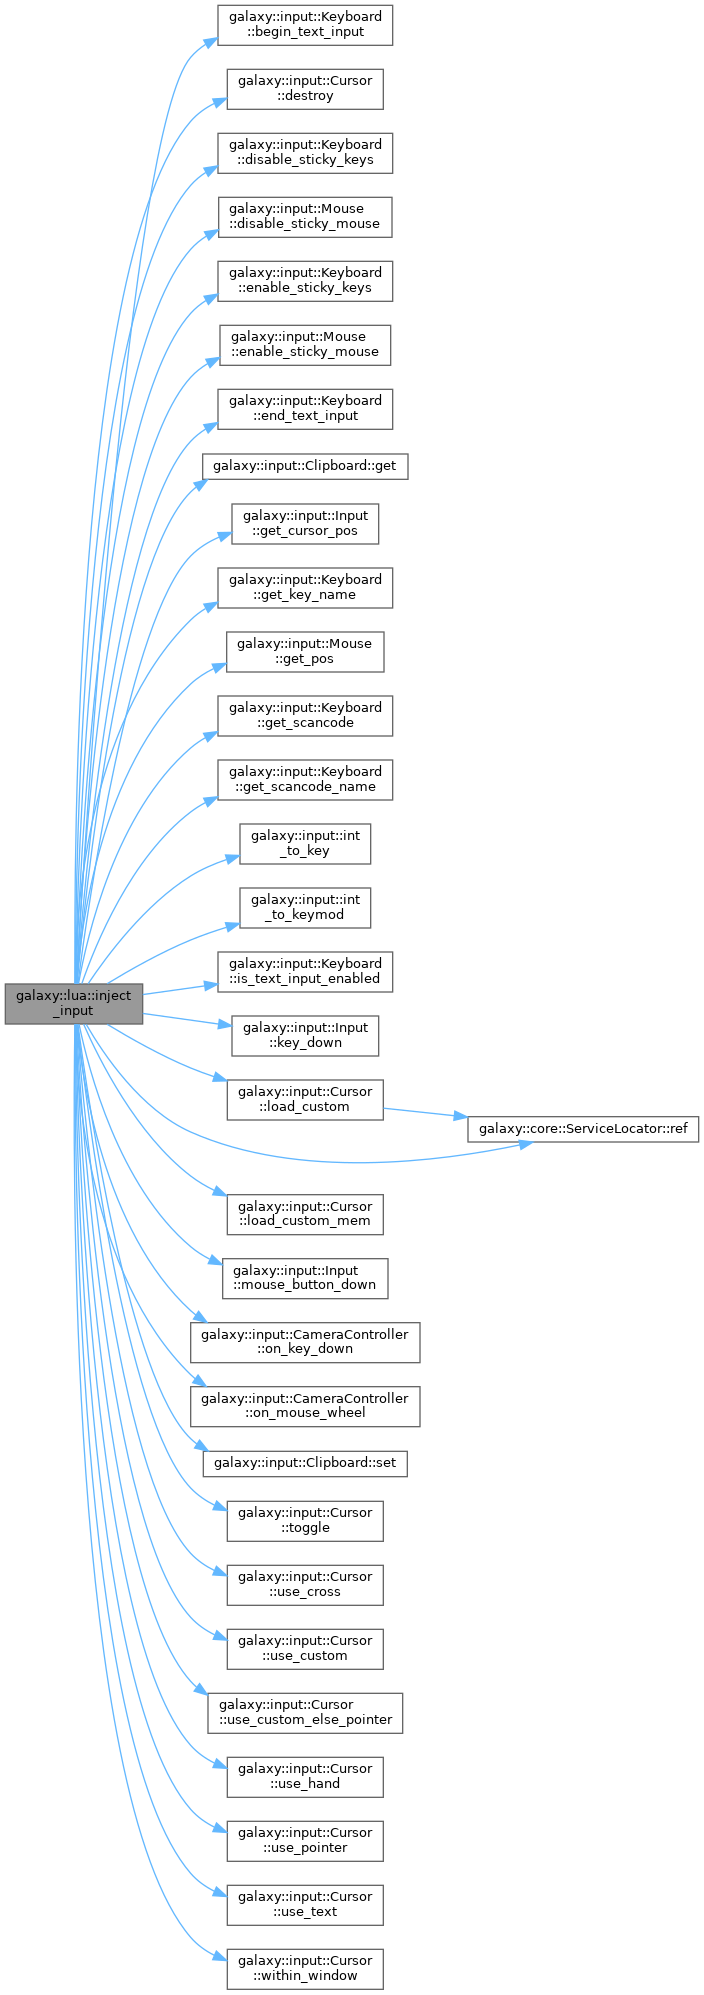 galaxy::input::Keyboard
::begin_text_input
galaxy::input::Cursor
::destroy
galaxy::input::Keyboard
::disable_sticky_keys
galaxy::input::Mouse
::disable_sticky_mouse
galaxy::input::Keyboard
::enable_sticky_keys
galaxy::input::Mouse
::enable_sticky_mouse
galaxy::input::Keyboard
::end_text_input
galaxy::input::Clipboard::get
galaxy::input::Input
::get_cursor_pos
galaxy::input::Keyboard
::get_key_name
galaxy::input::Mouse
::get_pos
galaxy::input::Keyboard
::get_scancode
galaxy::input::Keyboard
::get_scancode_name
galaxy::input::int
_to_key
galaxy::input::int
_to_keymod
galaxy::input::Keyboard
::is_text_input_enabled
galaxy::lua::inject
_input
galaxy::input::Input
::key_down
galaxy::input::Cursor
::load_custom
galaxy::core::ServiceLocator::ref
galaxy::input::Cursor
::load_custom_mem
galaxy::input::Input
::mouse_button_down
galaxy::input::CameraController
::on_key_down
galaxy::input::CameraController
::on_mouse_wheel
galaxy::input::Clipboard::set
galaxy::input::Cursor
::toggle
galaxy::input::Cursor
::use_cross
galaxy::input::Cursor
::use_custom
galaxy::input::Cursor
::use_custom_else_pointer
galaxy::input::Cursor
::use_hand
galaxy::input::Cursor
::use_pointer
galaxy::input::Cursor
::use_text
galaxy::input::Cursor
::within_window